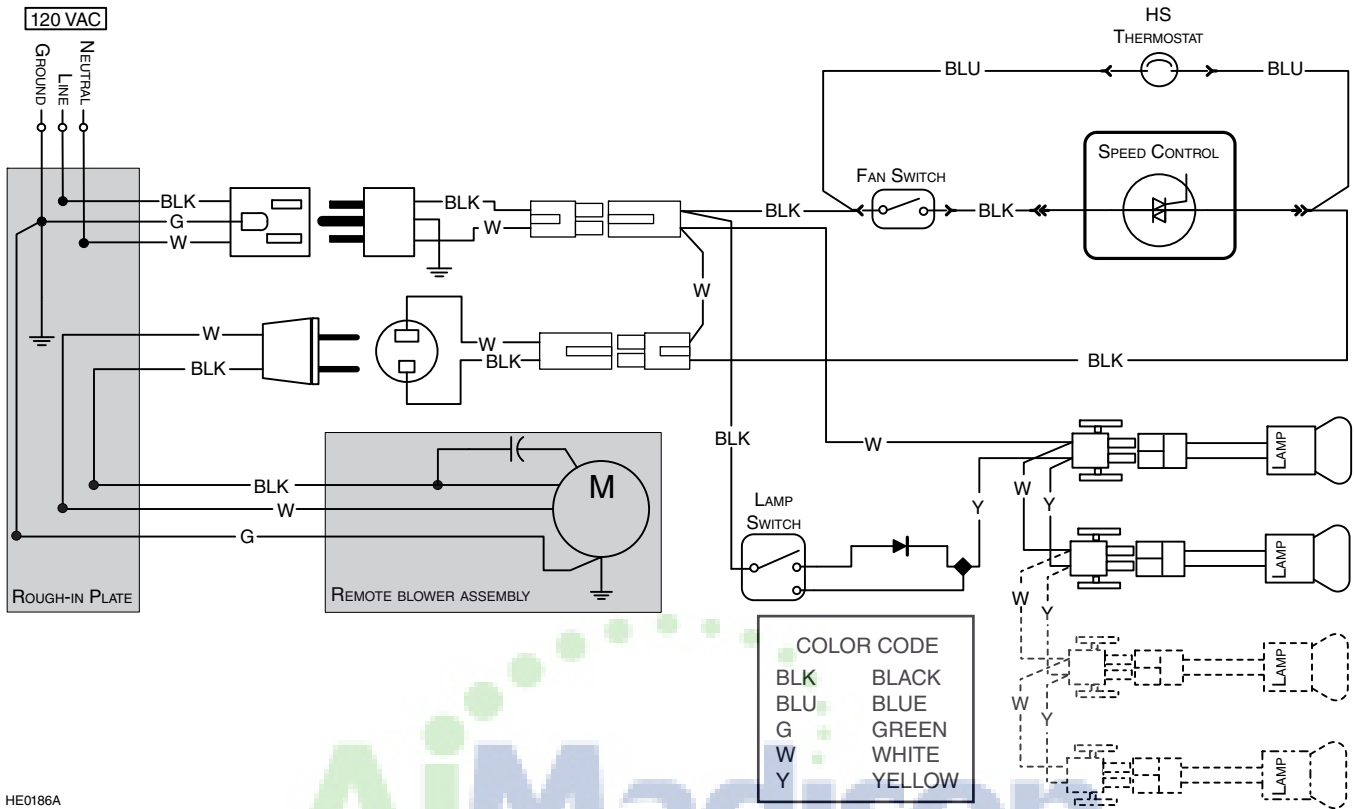 120 VAC
GROUND
LINE
NEUTRAL
HS
THERMOSTAT
BLU
BLU
SPEED CONTROL
FAN SWITCH
BLK
BLK
BLK
BLK
G
W
W
W
W
BLK
W
BLK
BLK
BLK
W
LAMP
W
Y
Y
LAMP
SWITCH
LAMP
BLK
W
G
M
ROUGH-IN PLATE
REMOTE BLOWER ASSEMBLY
W
Y
LAMP
W
Y
LAMP
COLOR CODE
BLK BLACK
BLU BLUE
G GREEN
W WHITE
Y YELLOW
HE0186A
AjMadison